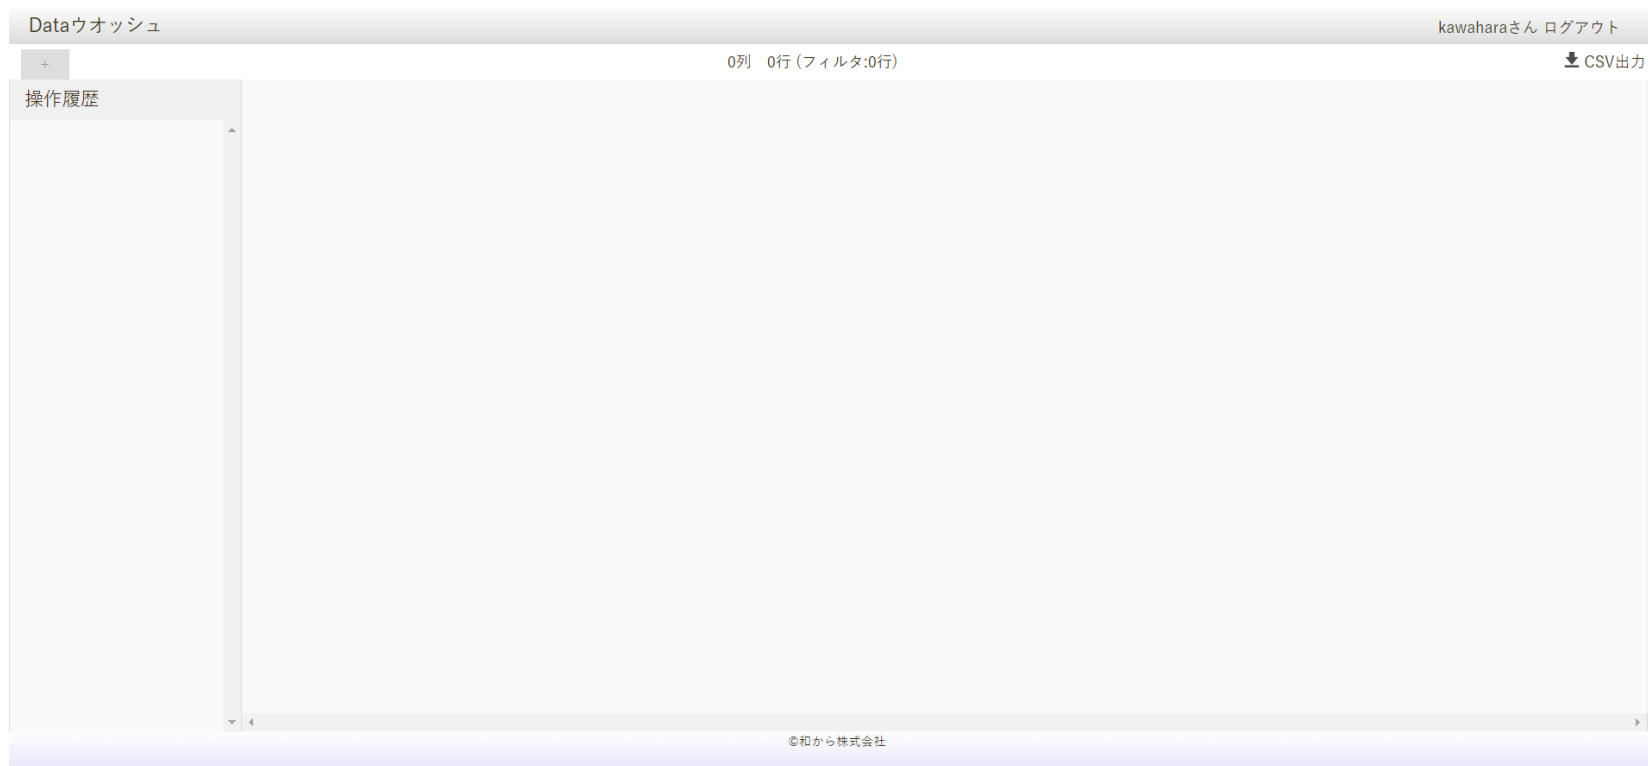 Dataウオッシュ
kawaharaさん ログアウト
+
0列　0行 (フィルタ:0行)
CSV出力
操作履歴
©和から株式会社